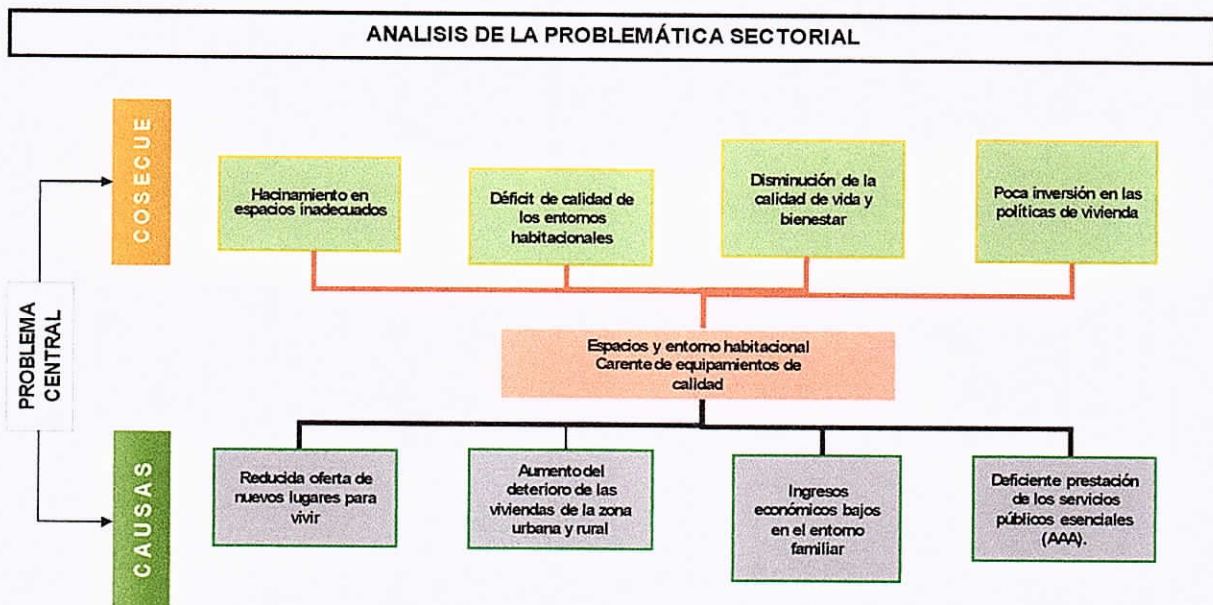 ANALISIS DE LA PROBLEMÁTICA SECTORIAL
COSECUE
Hacinamiento en
espacios inadecuados
Déficit de calidad de
los entornos
habitacionales
Disminución de la
calidad de vida y
bienestar
Poca inversión en las
políticas de vivienda
PROBLEMA
CENTRAL
Espacios y entorno habitacional
Carente de equipamientos de
calidad
CAUSAS
Reducida oferta de
nuevos lugares para
vivir
Aumento del
deterioro de las
viviendas de la zona
urbana y rural
Ingresos
económicos bajos
en el entorno
familiar
Deficiente prestación
de los servicios
públicos esenciales
(AAA).